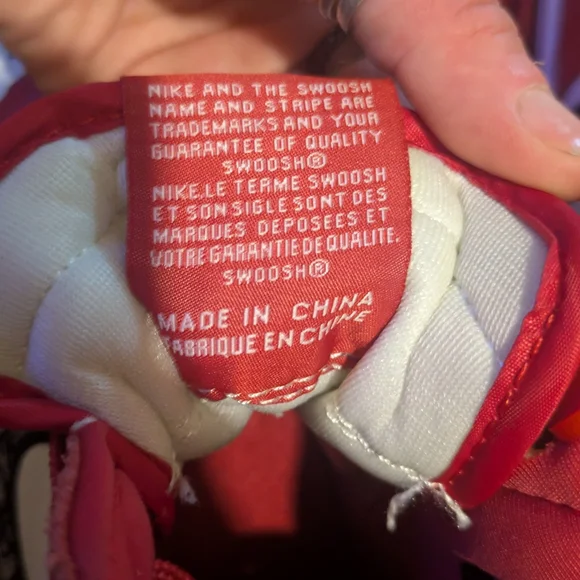 NIKE AND THE SWOOSH
NAME AND STRIPE ARE
TRADEMARKS AND YOUR
GUARANTEE OF QUALITY
SWOOSH®
NIKE.LE TERME SWOOSH
ET SON SIGLE SONT DES
MARQUES DEPOSEES ET
VOTRE GARANTIE DE QUALITE.
SWOOSH®
MADE IN CHINA
FABRIQUE EN CHINE